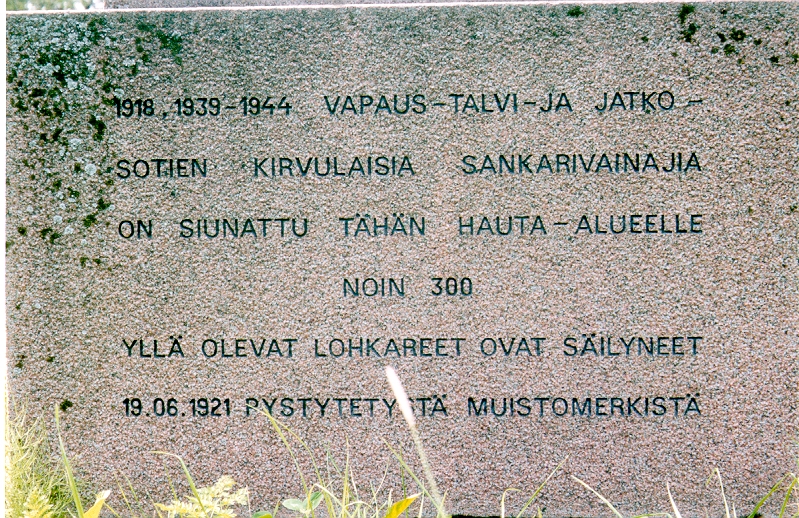 1918, 1939-1944 VAPAUS-TALVI-JA JATKO-
SOTIEN KIRVULAISIA SANKARIVAINAJIA
ON SIUNATTU TÄHÄN HAUTA-ALUEELLE
NOIN 300
YLLÄ OLEVAT LOHKAREET OVAT SÄILYNEET
19.06.1921 PYSTYTETYSTÄ MUISTOMERKISTÄ